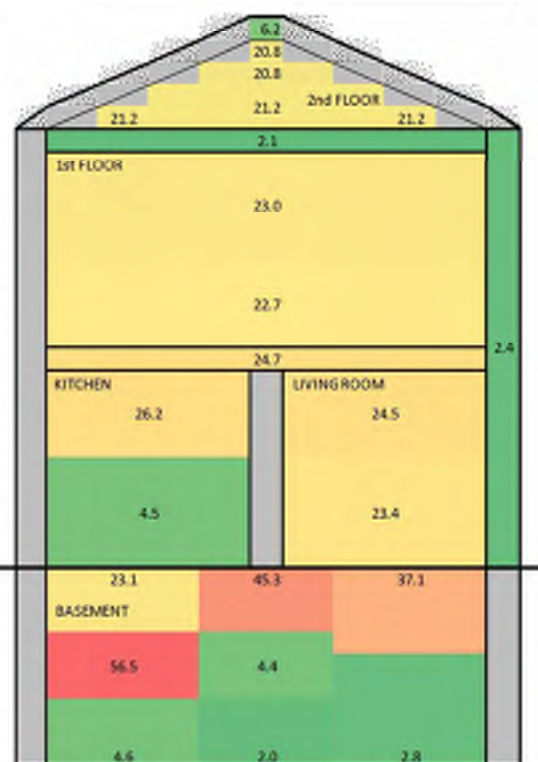 6.2
20.8
20.8
21.2 2nd FLOOR
21.2 21.2
2.1
1st FLOOR
23.0
22.7
2.4
24.7
KITCHEN LIVING ROOM
26.2 24.5
4.5 23.4
23.1 45.3 37.1
BASEMENT
56.5 4.4
4.6 2.0 2.8